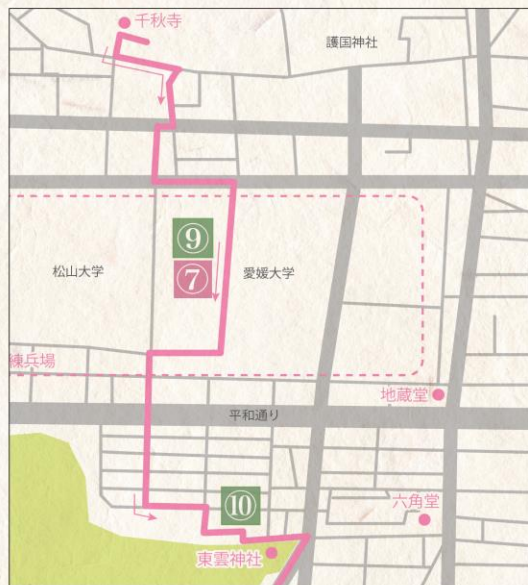 千秋寺
護国神社
⑨
⑦
松山大学
愛媛大学
練兵場
地蔵堂
平和通り
⑩
六角堂
東雲神社